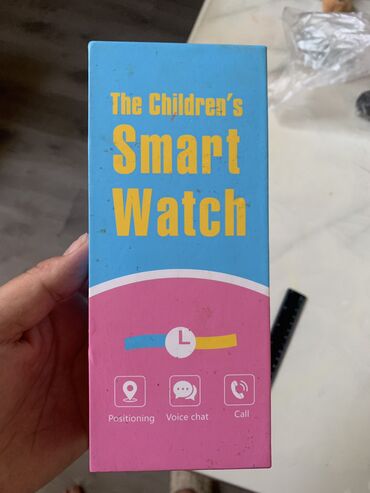 The Children's
Smart
Watch
Positioning Voice chat Call